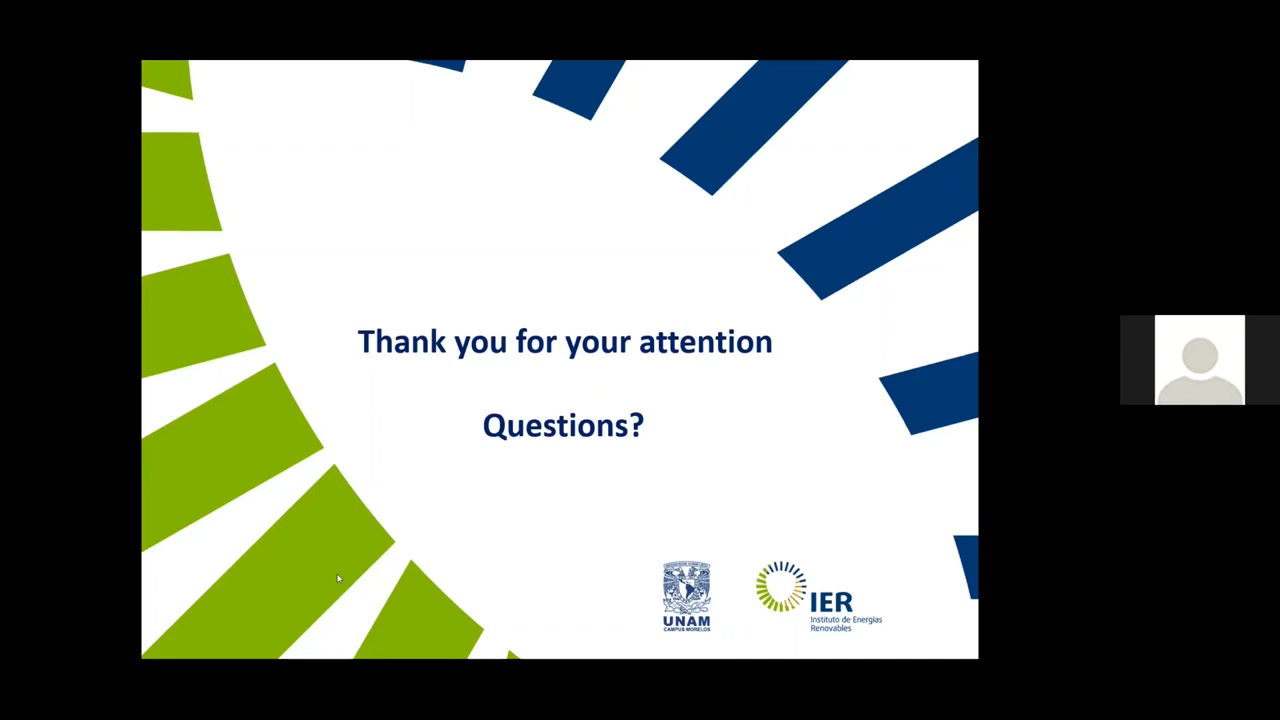 Thank you for your attention
Questions?
UNAM
CAMPUS MORELOS
IER
Instituto de Energías
Renovables